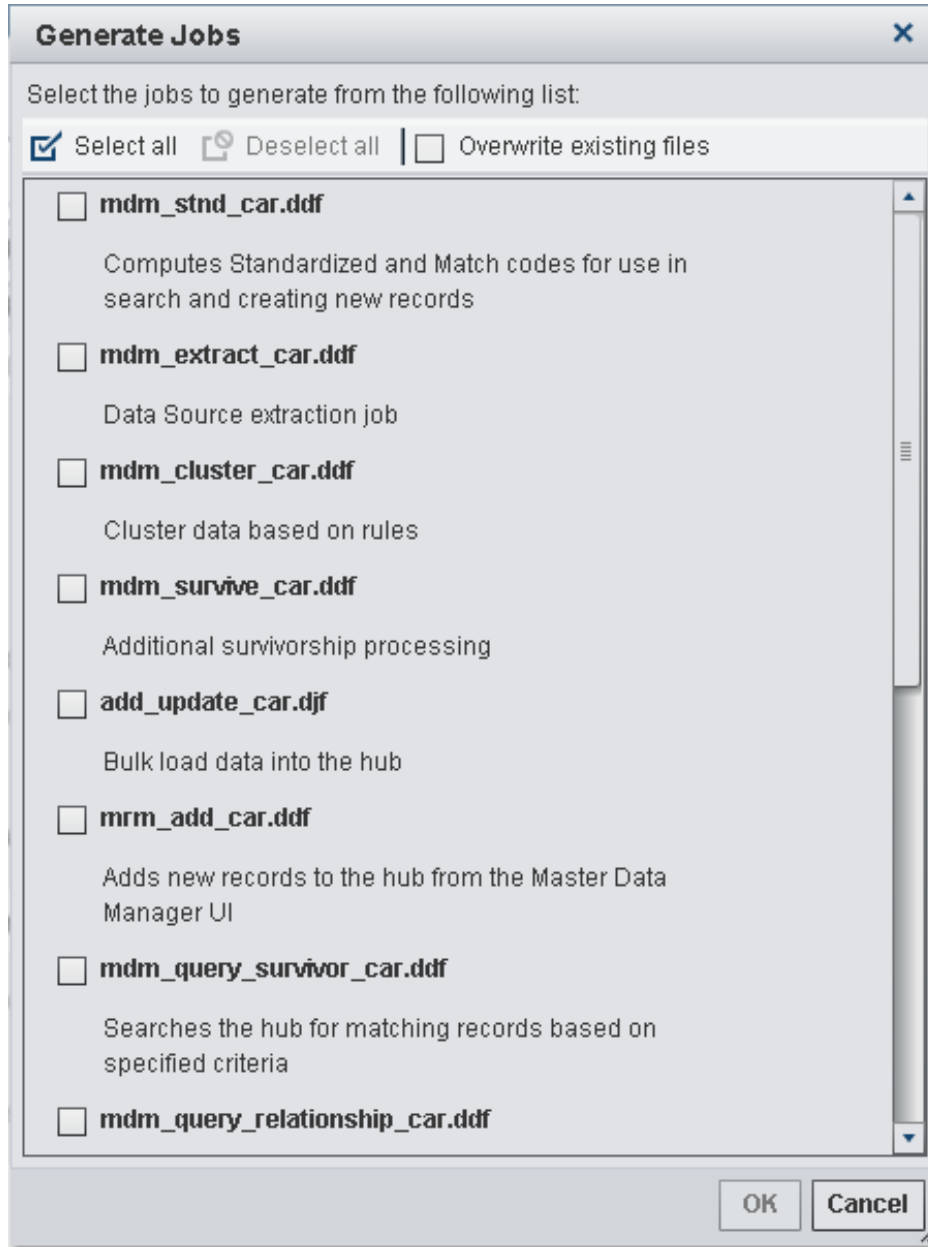 Generate Jobs
Select the jobs to generate from the following list:
Select all Deselect all Overwrite existing files
mdm_stnd_car.ddf
Computes Standardized and Match codes for use in
search and creating new records
mdm_extract_car.ddf
Data Source extraction job
mdm_cluster_car.ddf
Cluster data based on rules
mdm_survive_car.ddf
Additional survivorship processing
add_update_car.djf
Bulk load data into the hub
mrm_add_car.ddf
Adds new records to the hub from the Master Data
Manager UI
mdm_query_survivor_car.ddf
Searches the hub for matching records based on
specified criteria
mdm_query_relationship_car.ddf
OK Cancel